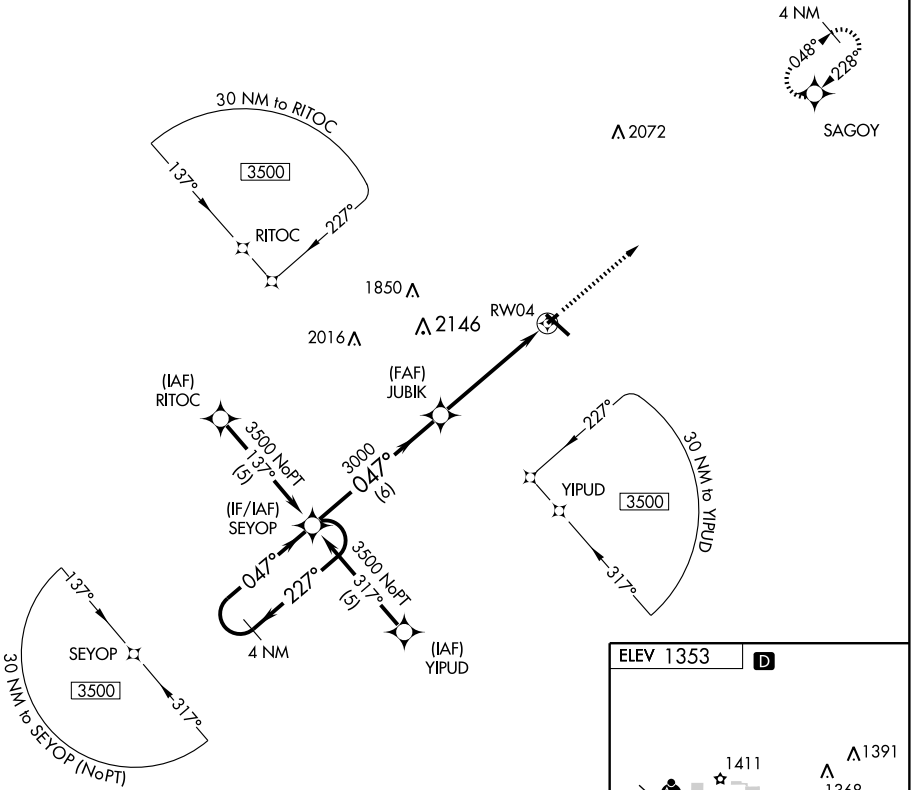 4 NM
048°
228°
SAGOY
2072
30 NM to RITOC
3500
137°
227°
RITOC
1850
2016
2146
RW04
(FAF)
JUBIK
(IAF)
RITOC
3500 NoPT
137°
(5)
3000
047°
(6)
(IF/IAF)
SEYOP
047°
227°
4 NM
3500 NoPT
317°
(5)
(IAF)
YIPUD
227°
30 NM to YIPUD
YIPUD
3500
317°
137°
SEYOP
3500
317°
30 NM to SEYOP (NoPT)
ELEV 1353
D
1411
1391